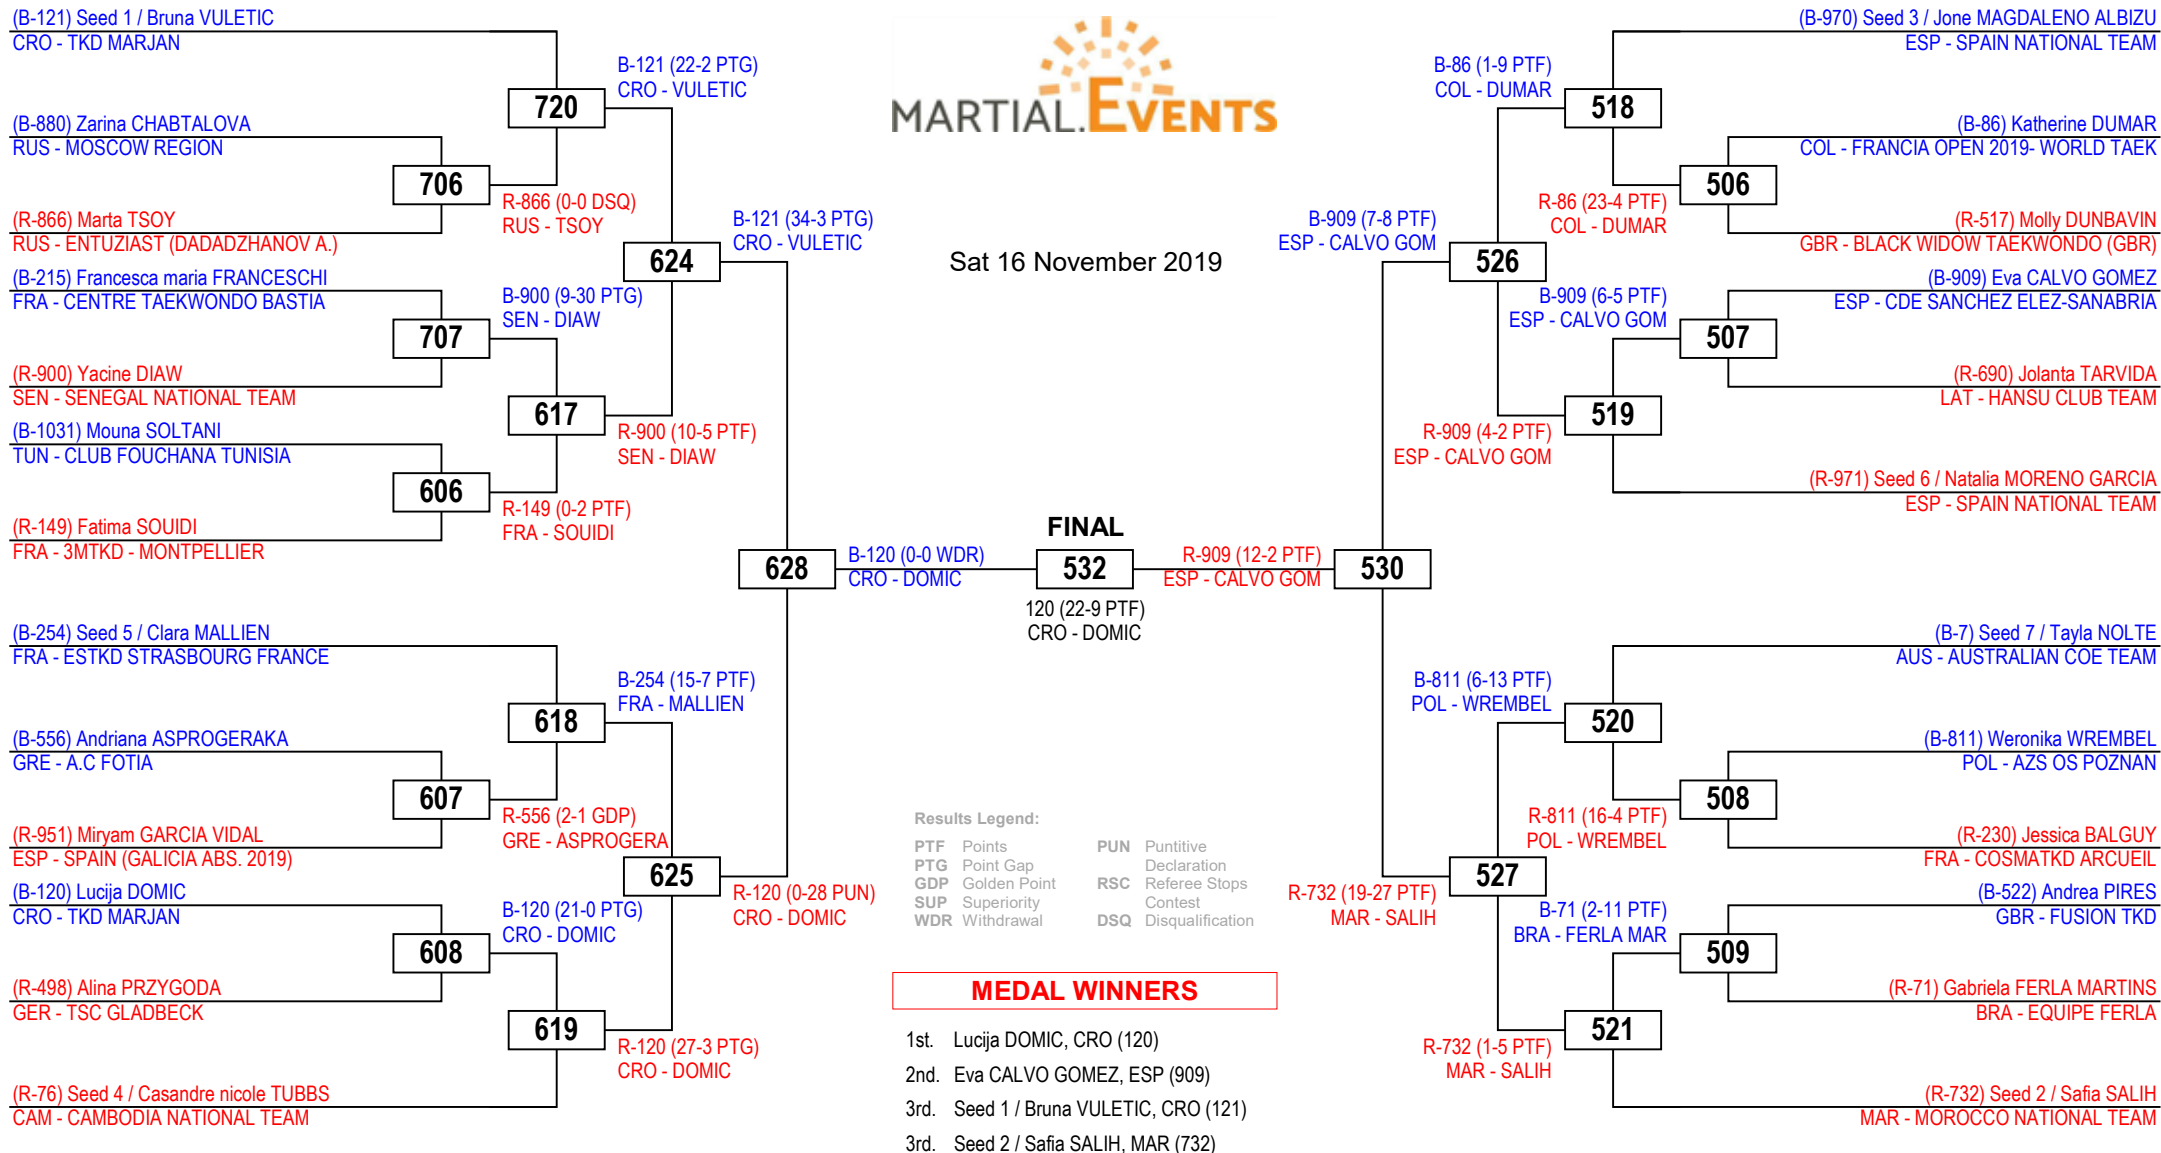 (B-121) Seed 1 / Bruna VULETIC
CRO - TKD MARJAN
B-121 (22-2 PTG)
CRO - VULETIC
720
(B-880) Zarina CHABTALOVA
RUS - MOSCOW REGION
706
R-866 (0-0 DSQ)
RUS - TSOY
(R-866) Marta TSOY
RUS - ENTUZIAST (DADADZHANOV A.)
B-121 (34-3 PTG)
CRO - VULETIC
624
(B-215) Francesca maria FRANCESCHI
FRA - CENTRE TAEKWONDO BASTIA
B-900 (9-30 PTG)
SEN - DIAW
707
(R-900) Yacine DIAW
SEN - SENEGAL NATIONAL TEAM
617
R-900 (10-5 PTF)
SEN - DIAW
(B-1031) Mouna SOLTANI
TUN - CLUB FOUCHANA TUNISIA
606
R-149 (0-2 PTF)
FRA - SOUIDI
(R-149) Fatima SOUIDI
FRA - 3MTKD - MONTPELLIER
628
B-120 (0-0 WDR)
CRO - DOMIC
(B-254) Seed 5 / Clara MALLIEN
FRA - ESTKD STRASBOURG FRANCE
B-254 (15-7 PTF)
FRA - MALLIEN
618
(B-556) Andriana ASPROGERAKA
GRE - A.C FOTIA
607
R-556 (2-1 GDP)
GRE - ASPROGERA
(R-951) Miryam GARCIA VIDAL
ESP - SPAIN (GALICIA ABS. 2019)
625
R-120 (0-28 PUN)
CRO - DOMIC
(B-120) Lucija DOMIC
CRO - TKD MARJAN
B-120 (21-0 PTG)
CRO - DOMIC
608
(R-498) Alina PRZYGODA
GER - TSC GLADBECK
619
R-120 (27-3 PTG)
CRO - DOMIC
(R-76) Seed 4 / Casandre nicole TUBBS
CAM - CAMBODIA NATIONAL TEAM
MARTIAL.EVENTS
Sat 16 November 2019
FINAL
532
120 (22-9 PTF)
CRO - DOMIC
Results Legend:
PTF Points
PTG Point Gap
GDP Golden Point
SUP Superiority
WDR Withdrawal
PUN Puntitive
Declaration
RSC Referee Stops
Contest
DSQ Disqualification
MEDAL WINNERS
1st. Lucija DOMIC, CRO (120)
2nd. Eva CALVO GOMEZ, ESP (909)
3rd. Seed 1 / Bruna VULETIC, CRO (121)
3rd. Seed 2 / Safia SALIH, MAR (732)
(B-970) Seed 3 / Jone MAGDALENO ALBIZU
ESP - SPAIN NATIONAL TEAM
B-86 (1-9 PTF)
COL - DUMAR
518
(B-86) Katherine DUMAR
COL - FRANCIA OPEN 2019- WORLD TAEK
506
R-86 (23-4 PTF)
COL - DUMAR
(R-517) Molly DUNBAVIN
GBR - BLACK WIDOW TAEKWONDO (GBR)
B-909 (7-8 PTF)
ESP - CALVO GOM
526
(B-909) Eva CALVO GOMEZ
ESP - CDE SANCHEZ ELEZ-SANABRIA
B-909 (6-5 PTF)
ESP - CALVO GOM
507
(R-690) Jolanta TARVIDA
LAT - HANSU CLUB TEAM
519
R-909 (4-2 PTF)
ESP - CALVO GOM
(R-971) Seed 6 / Natalia MORENO GARCIA
ESP - SPAIN NATIONAL TEAM
R-909 (12-2 PTF)
ESP - CALVO GOM
530
(B-7) Seed 7 / Tayla NOLTE
AUS - AUSTRALIAN COE TEAM
B-811 (6-13 PTF)
POL - WREMBEL
520
(B-811) Weronika WREMBEL
POL - AZS OS POZNAN
508
R-811 (16-4 PTF)
POL - WREMBEL
(R-230) Jessica BALGUY
FRA - COSMATKD ARCUEIL
527
R-732 (19-27 PTF)
MAR - SALIH
(B-522) Andrea PIRES
GBR - FUSION TKD
B-71 (2-11 PTF)
BRA - FERLA MAR
509
(R-71) Gabriela FERLA MARTINS
BRA - EQUIPE FERLA
521
R-732 (1-5 PTF)
MAR - SALIH
(R-732) Seed 2 / Safia SALIH
MAR - MOROCCO NATIONAL TEAM